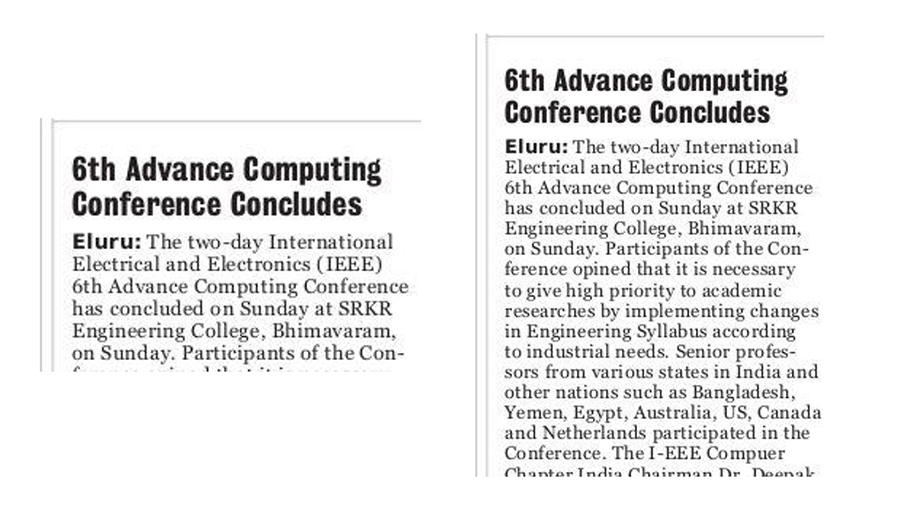 6th Advance Computing
Conference Concludes
Eluru: The two-day International
Electrical and Electronics (IEEE)
6th Advance Computing Conference
has concluded on Sunday at SRKR
Engineering College, Bhimavaram,
on Sunday. Participants of the Con-
6th Advance Computing
Conference Concludes
Eluru: The two-day International
Electrical and Electronics (IEEE)
6th Advance Computing Conference
has concluded on Sunday at SRKR
Engineering College, Bhimavaram,
on Sunday. Participants of the Con-
ference opined that it is necessary
to give high priority to academic
researches by implementing changes
in Engineering Syllabus according
to industrial needs. Senior profes-
sors from various states in India and
other nations such as Bangladesh,
Yemen, Egypt, Australia, US, Canada
and Netherlands participated in the
Conference. The I-EEE Compuer
Chapter India Chairman Dr. Deepak